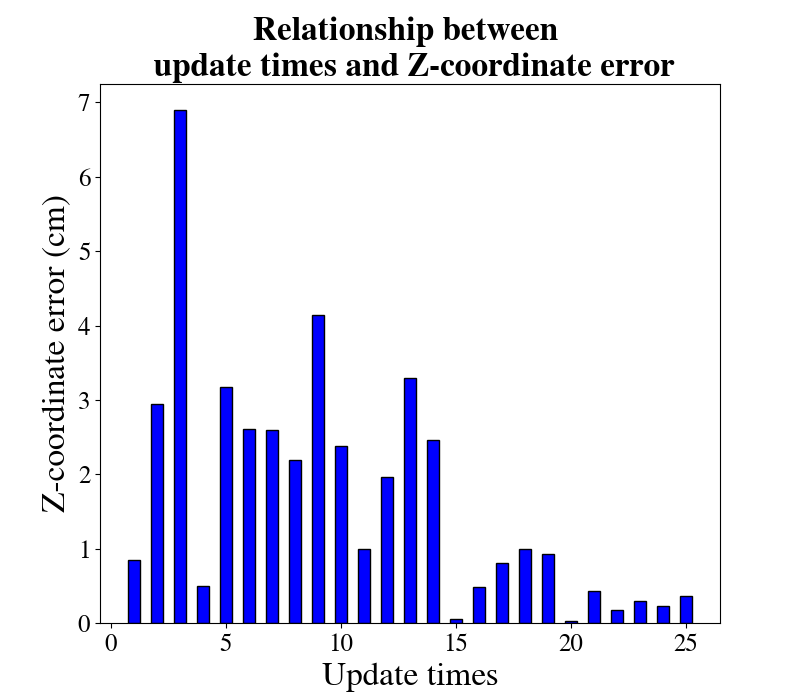 Relationship between
update times and Z-coordinate error
Z-coordinate error (cm)
7
6
5
4
3
2
1
0
0 5 10 15 20 25
Update times